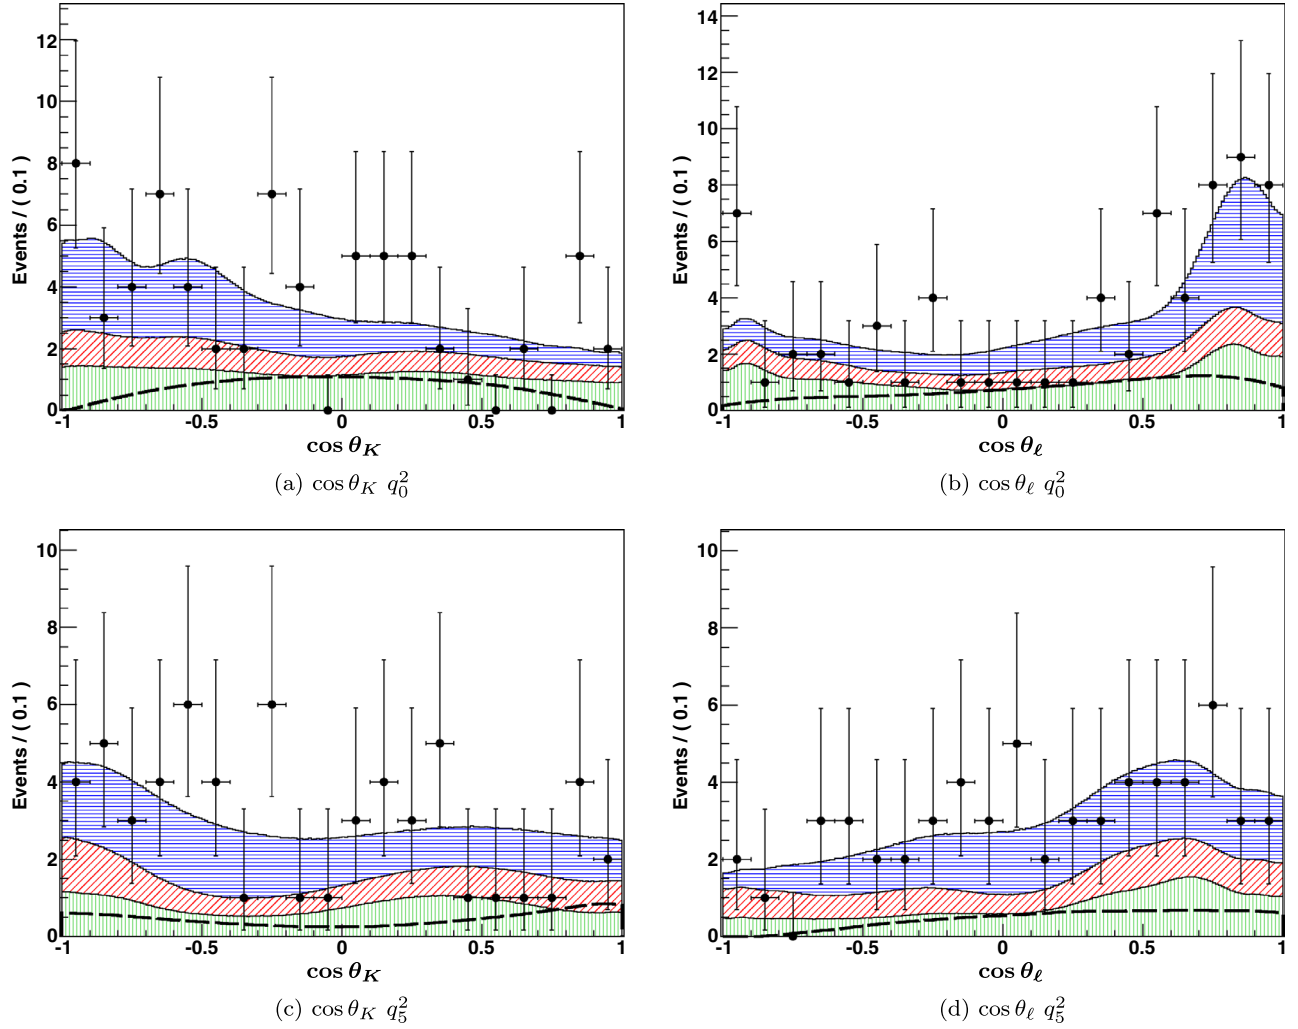 12
10
8
6
4
2
0
Events / ( 0.1 )
-1 -0.5 0 0.5 1
cos θ_K
(a) cos θ_K q_0^2
14
12
10
8
6
4
2
0
Events / ( 0.1 )
-1 -0.5 0 0.5 1
cos θ_ℓ
(b) cos θ_ℓ q_0^2
10
8
6
4
2
0
Events / ( 0.1 )
-1 -0.5 0 0.5 1
cos θ_K
(c) cos θ_K q_5^2
10
8
6
4
2
0
Events / ( 0.1 )
-1 -0.5 0 0.5 1
cos θ_ℓ
(d) cos θ_ℓ q_5^2